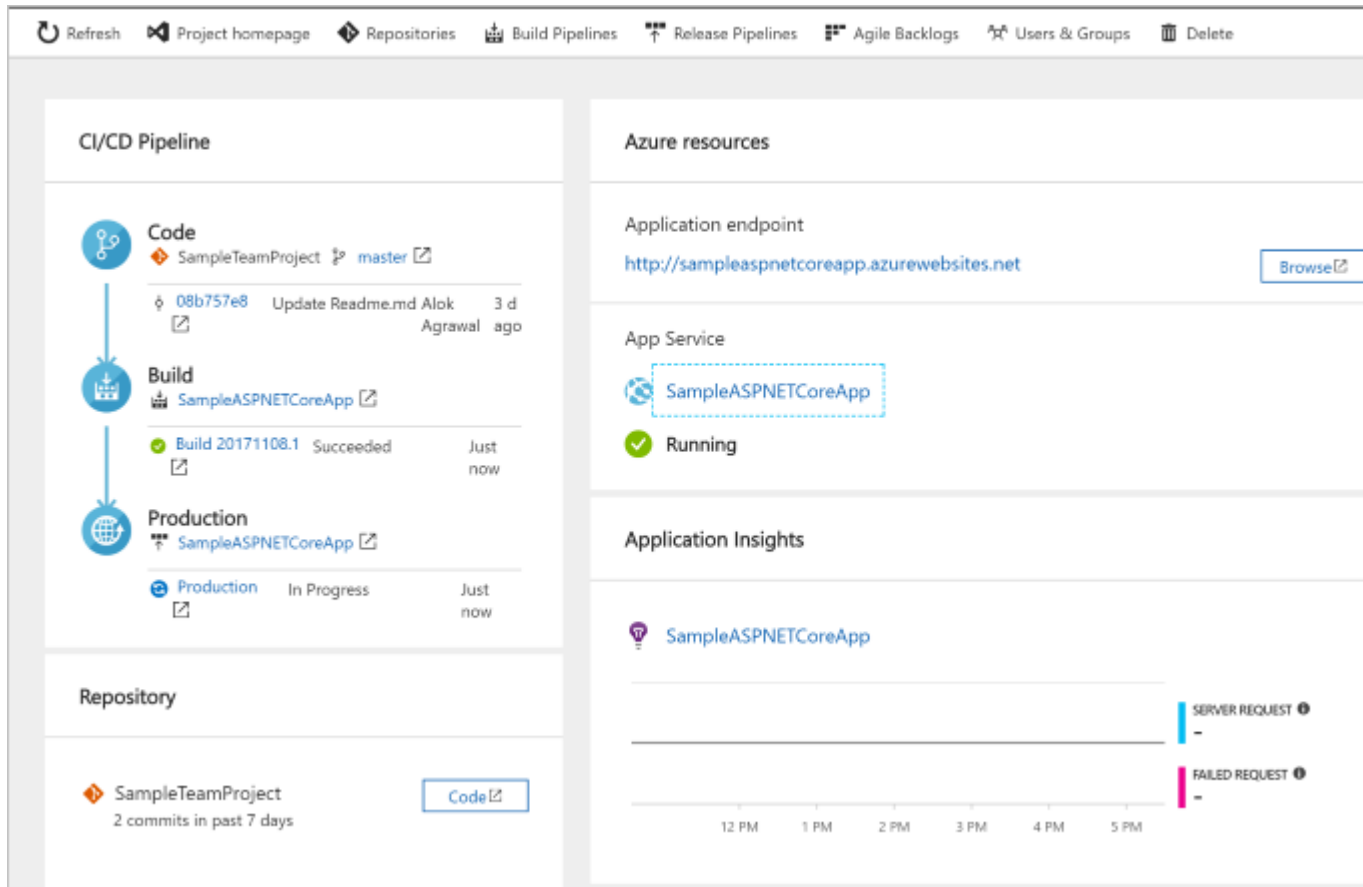 Refresh Project homepage Repositories Build Pipelines Release Pipelines Agile Backlogs Users & Groups Delete
CI/CD Pipeline
Code
SampleTeamProject master
08b757e8 Update Readme.md Alok 3 d
Agrawal ago
Build
SampleASPNETCoreApp
Build 20171108.1 Succeeded Just
now
Production
SampleASPNETCoreApp
Production In Progress Just
now
Repository
SampleTeamProject Code
2 commits in past 7 days
Azure resources
Application endpoint
http://sampleaspnetcoreapp.azurewebsites.net Browse
App Service
SampleASPNETCoreApp
Running
Application Insights
SampleASPNETCoreApp
SERVER REQUEST
-
FAILED REQUEST
-
12 PM 1 PM 2 PM 3 PM 4 PM 5 PM